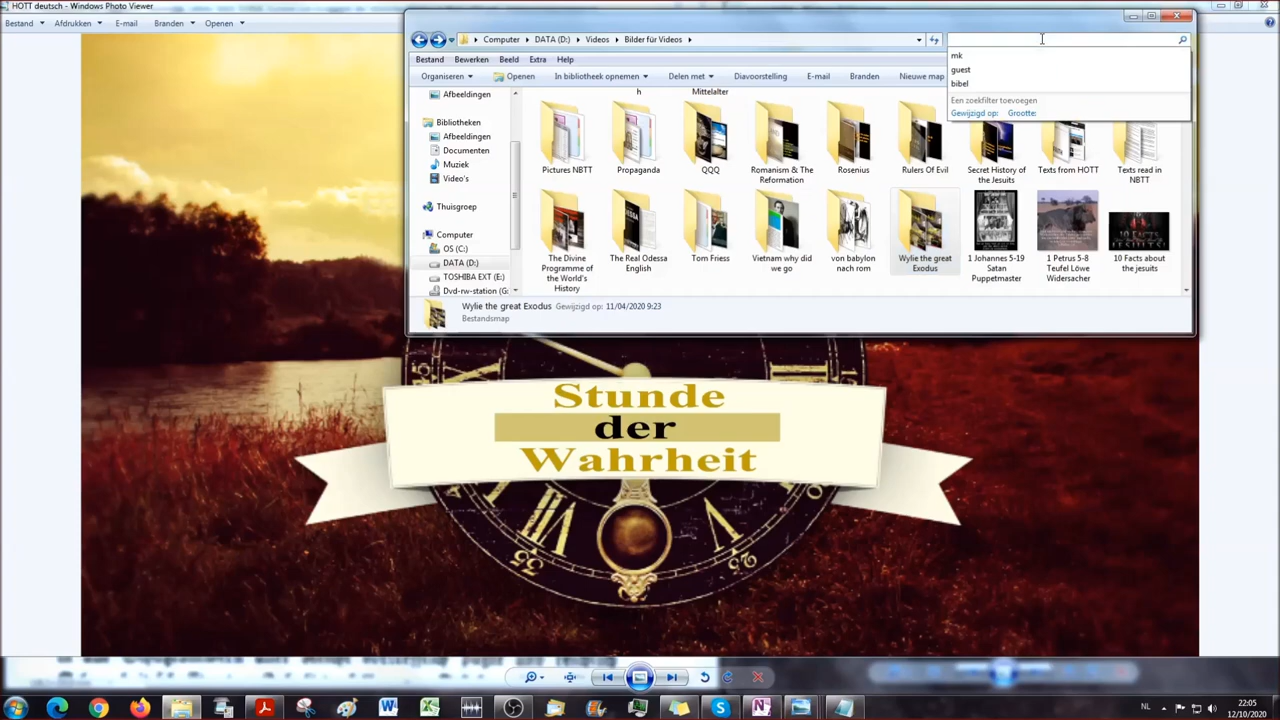 HOTT deutsch - Windows Photo Viewer
Bestand Afdrukken E-mail Branden Openen
Computer DATA (D:) Videos Bilder für Videos
Bestand Bewerken Beeld Extra Help
Organiseren Openen In bibliotheek opnemen Delen met Diavoorstelling E-mail Branden Nieuwe map
mk
guest
bibel
Een zoekfilter toevoegen
Gewijzigd op: Grootte:
Afbeeldingen
Bibliotheken
Afbeeldingen
Documenten
Muziek
Video's
Thuisgroep
Computer
OS (C:)
DATA (D:)
TOSHIBA EXT (E:)
Dvd-rw-station (G:
h Mittelalter
Pictures NBTT
Propaganda
QQQ
Romanism & The
Reformation
Rosenius
Rulers Of Evil
Secret History of
the Jesuits
Texts from HOTT
Texts read in
NBTT
The Divine
Programme of
the World's
History
The Real Odessa
English
Tom Friess
Vietnam why did
we go
von babylon
nach rom
Wylie the great
Exodus
1 Johannes 5-19
Satan
Puppetmaster
1 Petrus 5-8
Teufel Löwe
Widersacher
10 Facts about
the jesuits
Wylie the great Exodus Gewijzigd op: 11/04/2020 9:23
Bestandsmap
Stunde
der
Wahrheit
NL
22:05
12/10/2020